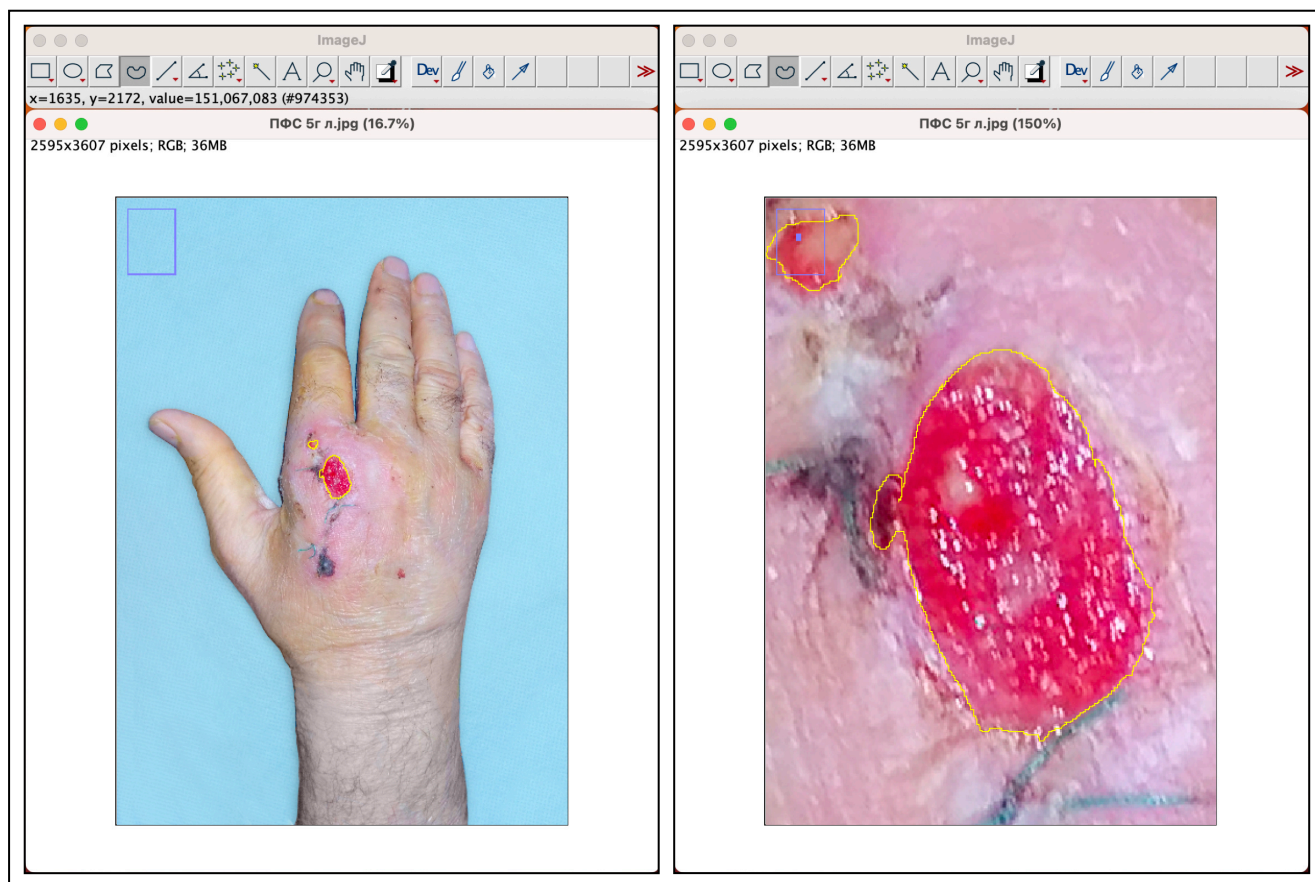 ImageJ
Dev
x=1635, y=2172, value=151,067,083 (#974353)
ПФС 5г л.jpg (16.7%)
2595x3607 pixels; RGB; 36MB
ImageJ
Dev
ПФС 5г л.jpg (150%)
2595x3607 pixels; RGB; 36MB